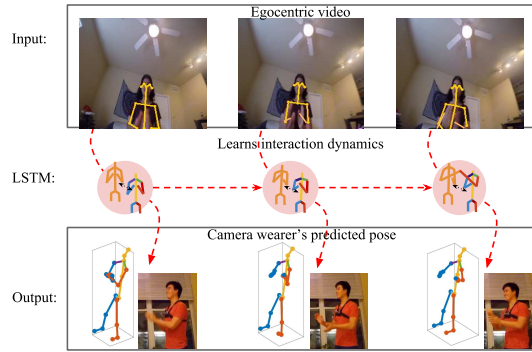 Egocentric video
Input:
Learns interaction dynamics
LSTM:
Camera wearer's predicted pose
Output: